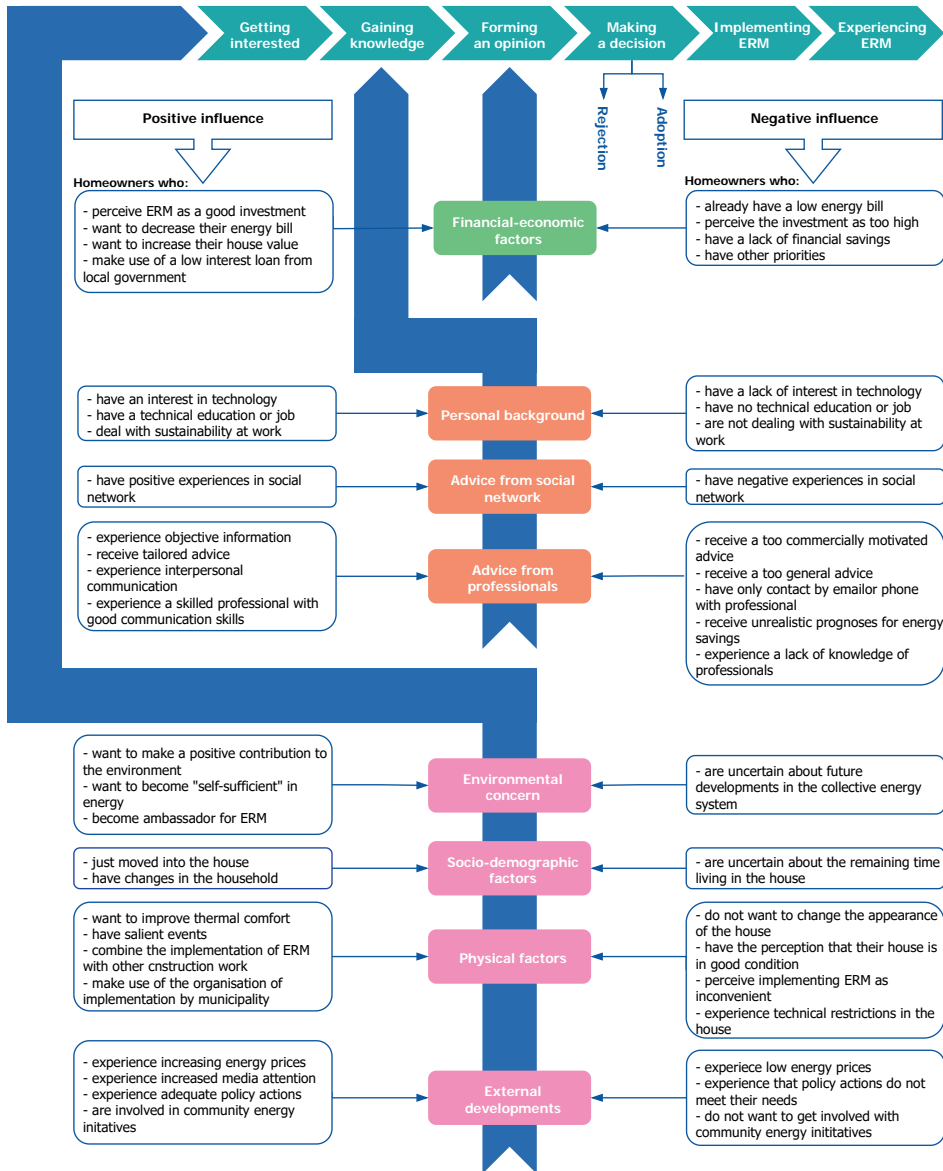 Getting
interested
Gaining
knowledge
Forming
an opinion
Making
a decision
Implementing
ERM
Experiencing
ERM
Rejection
Adoption
Positive influence
Negative influence
Homeowners who:
- perceive ERM as a good investment
- want to decrease their energy bill
- want to increase their house value
- make use of a low interest loan from
local government
Financial-economic
factors
Homeowners who:
- already have a low energy bill
- perceive the investment as too high
- have a lack of financial savings
- have other priorities
- have an interest in technology
- have a technical education or job
- deal with sustainability at work
Personal background
- have a lack of interest in technology
- have no technical education or job
- are not dealing with sustainability at
work
- have positive experiences in social
network
Advice from social
network
- have negative experiences in social
network
- experience objective information
- receive tailored advice
- experience interpersonal
communication
- experience a skilled professional with
good communication skills
Advice from
professionals
- receive a too commercially motivated
advice
- receive a too general advice
- have only contact by emailor phone
with professional
- receive unrealistic prognoses for energy
savings
- experience a lack of knowledge of
professionals
- want to make a positive contribution to
the environment
- want to become "self-sufficient" in
energy
- become ambassador for ERM
Environmental
concern
- are uncertain about future
developments in the collective energy
system
- just moved into the house
- have changes in the household
Socio-demographic
factors
- are uncertain about the remaining time
living in the house
- want to improve thermal comfort
- have salient events
- combine the implementation of ERM
with other cnstruction work
- make use of the organisation of
implementation by municipality
Physical factors
- do not want to change the appearance
of the house
- have the perception that their house is
in good condition
- perceive implementing ERM as
inconvenient
- experience technical restrictions in the
house
- experience increasing energy prices
- experience increased media attention
- experience adequate policy actions
- are involved in community energy
initatives
External
developments
- experiece low energy prices
- experience that policy actions do not
meet their needs
- do not want to get involved with
community energy inititatives